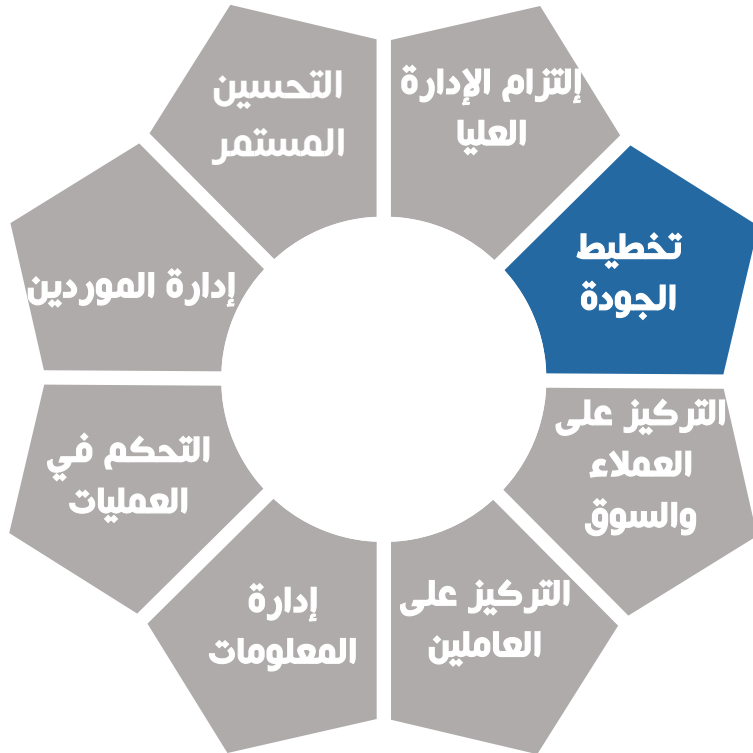 إلتزام الإدارة
العليا
تخطيط
الجودة
التركيز على
العملاء
والسوق
التركيز على
العاملين
إدارة
المعلومات
التحكم في
العمليات
إدارة الموردين
التحسين
المستمر